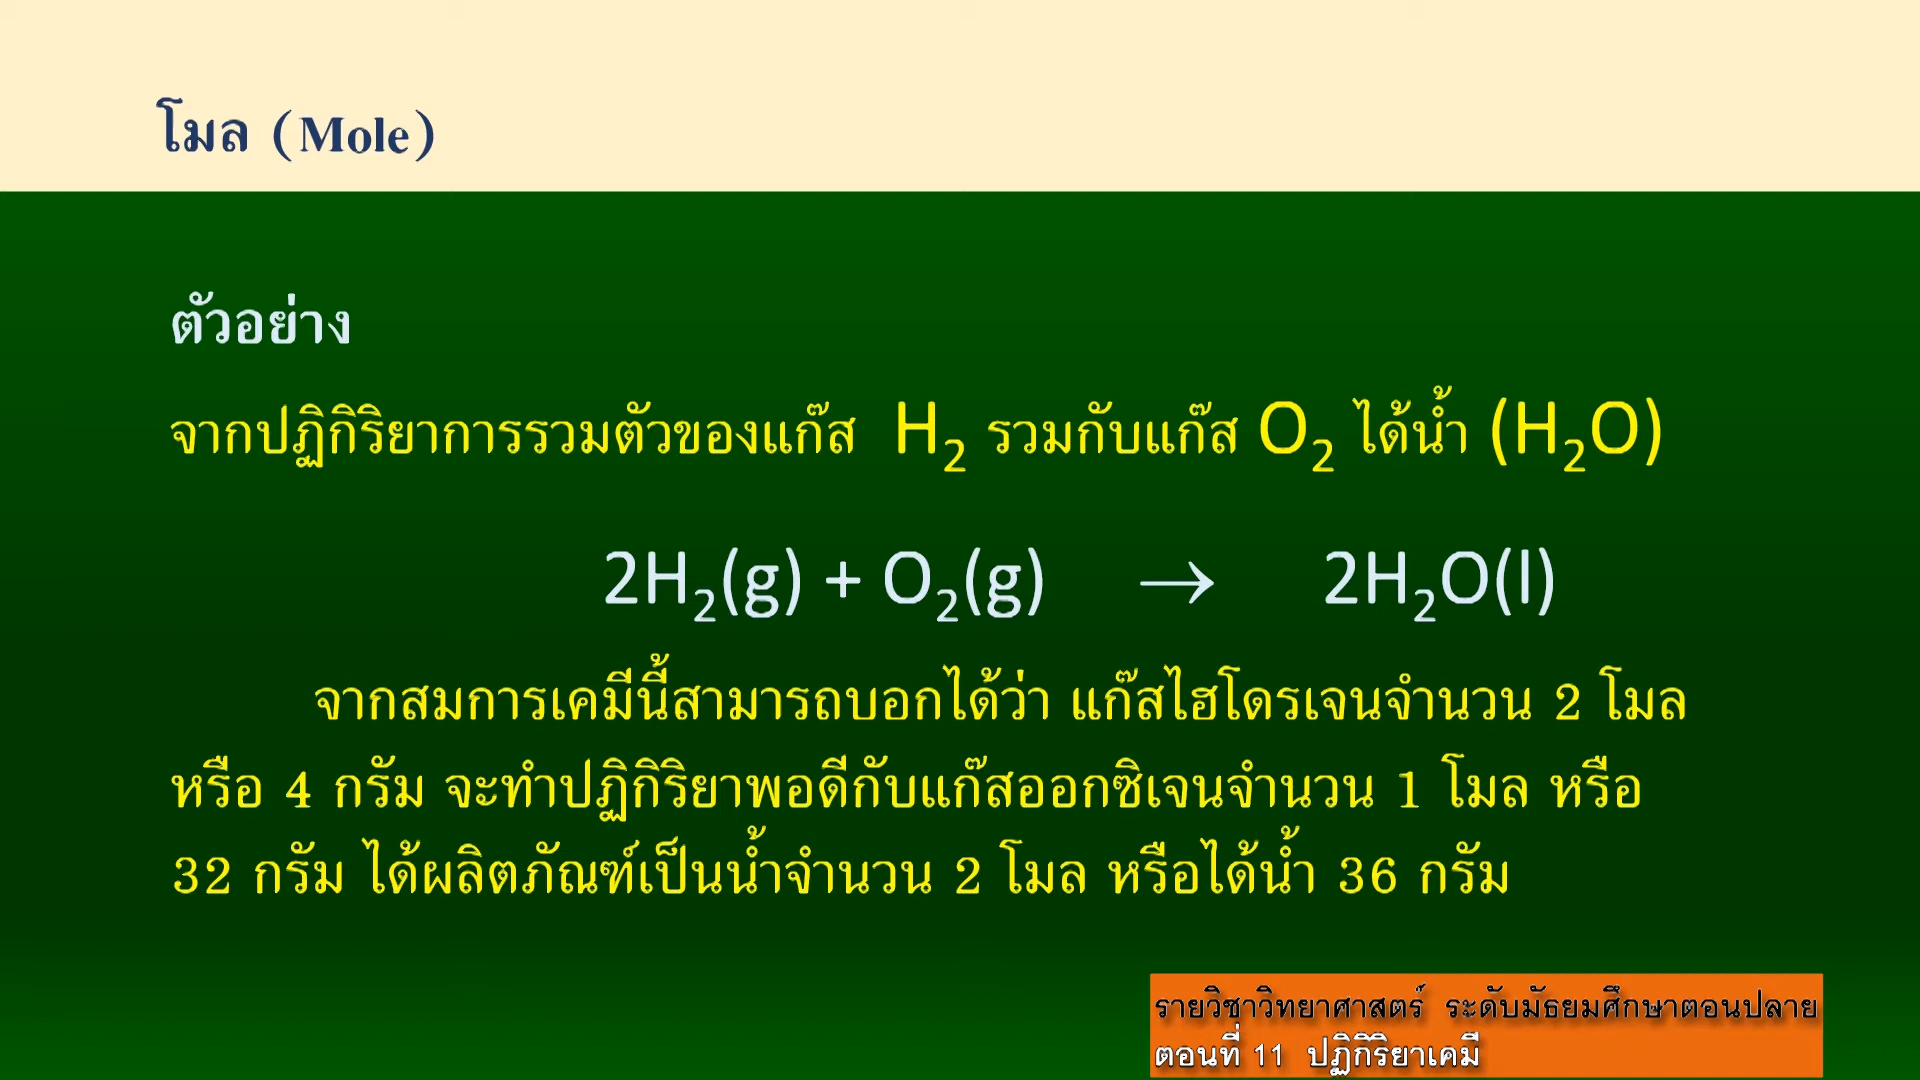 โมล (Mole)
ตัวอย่าง
จากปฏิกิริยาการรวมตัวของแก๊ส H₂ รวมกับแก๊ส O₂ ได้น้ำ (H₂O)
2H₂(g) + O₂(g) → 2H₂O(l)
จากสมการเคมีนี้สามารถบอกได้ว่า แก๊สไฮโดรเจนจำนวน 2 โมล
หรือ 4 กรัม จะทำปฏิกิริยาพอดีกับแก๊สออกซิเจนจำนวน 1 โมล หรือ
32 กรัม ได้ผลิตภัณฑ์เป็นน้ำจำนวน 2 โมล หรือได้น้ำ 36 กรัม
รายวิชาวิทยาศาสตร์ ระดับมัธยมศึกษาตอนปลาย
ตอนที่ 11 ปฏิกิริยาเคมี